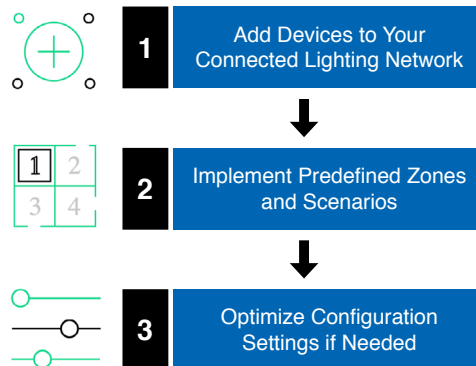 1
Add Devices to Your
Connected Lighting Network
1 2
3 4
2
Implement Predefined Zones
and Scenarios
3
Optimize Configuration
Settings if Needed